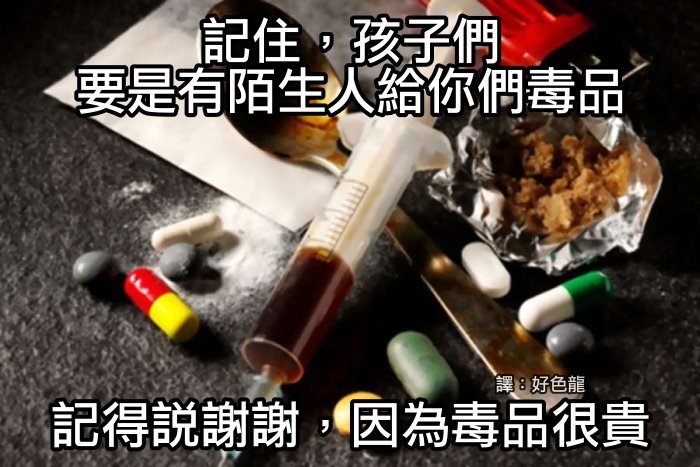 記住，孩子們
要是有陌生人給你們毒品
譯：好色龍
記得説謝謝，因為毒品很貴